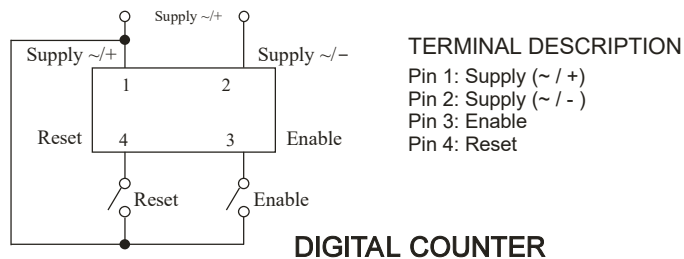 Supply ~/+
Supply ~/+
Supply ~/−
1
2
Reset
4
3
Enable
Reset
Enable
TERMINAL DESCRIPTION
Pin 1: Supply (~ / +)
Pin 2: Supply (~ / - )
Pin 3: Enable
Pin 4: Reset
DIGITAL COUNTER